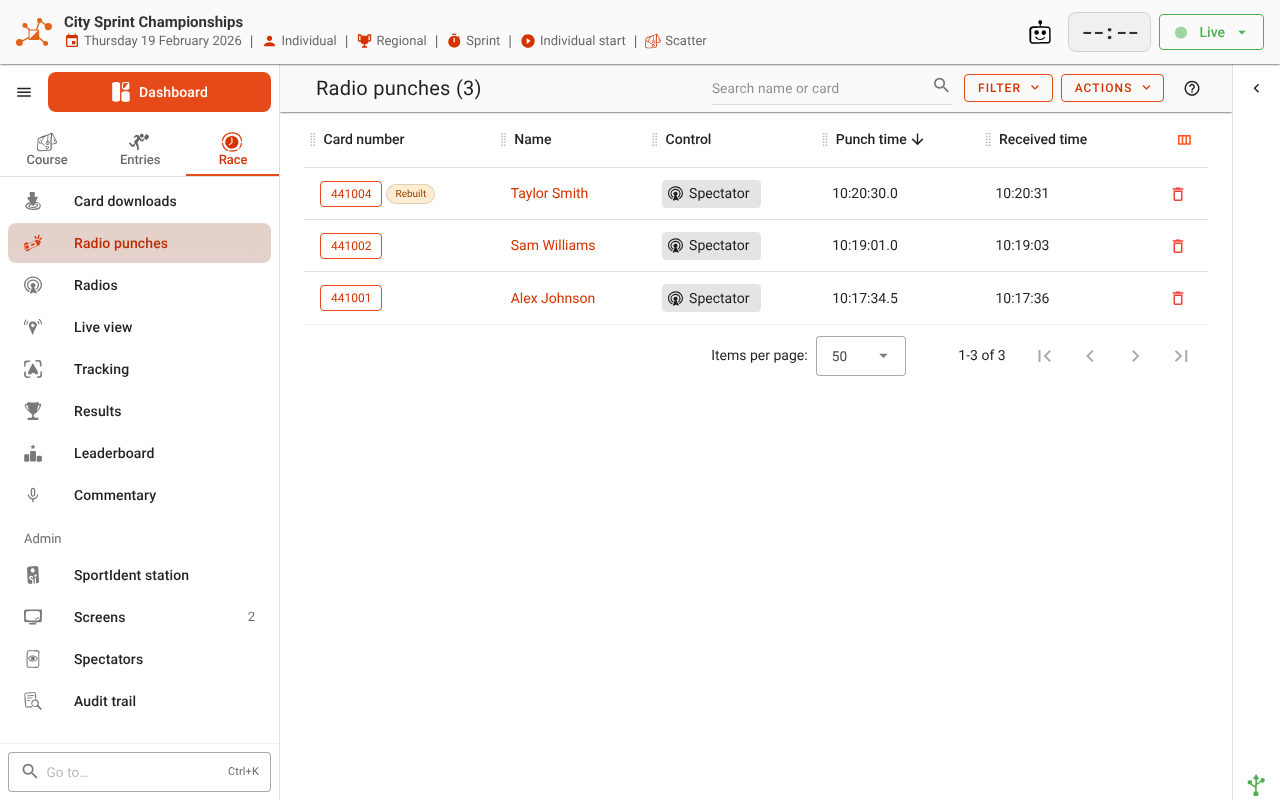 City Sprint Championships
Thursday 19 February 2026 | Individual | Regional | Sprint | Individual start | Scatter
--:--
Live
Dashboard
Course
Entries
Race
Card downloads
Radio punches
Radios
Live view
Tracking
Results
Leaderboard
Commentary
Admin
SportIdent station
Screens 2
Spectators
Audit trail
Go to... Ctrl+K
Radio punches (3)
Search name or card
FILTER
ACTIONS
Card number Name Control Punch time Received time
441004 Rebuilt Taylor Smith Spectator 10:20:30.0 10:20:31
441002 Sam Williams Spectator 10:19:01.0 10:19:03
441001 Alex Johnson Spectator 10:17:34.5 10:17:36
Items per page: 50 1-3 of 3